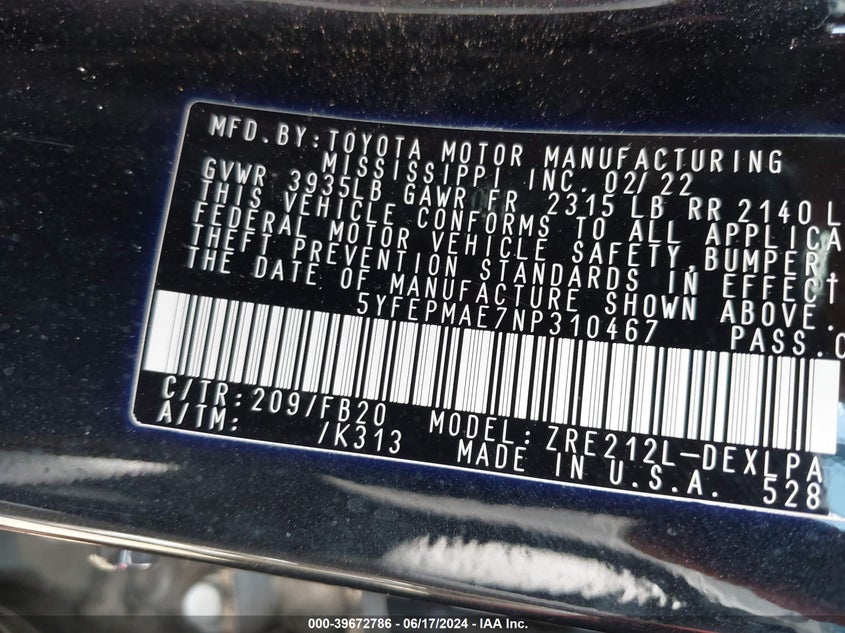 MFD.BY:TOYOTA MOTOR MANUFACTURING
MISSISSIPPI INC. 02/22
GVWR 3935LB GAWR FR 2315 LB RR 2140 L
THIS VEHICLE CONFORMS TO ALL APPLICA
FEDERAL MOTOR VEHICLE SAFETY,BUMPER,
THEFT PREVENTION STANDARDS IN EFFECT
THE DATE OF MANUFACTURE SHOWN ABOVE.
5YFEPMAE7NP310467 PASS.C
C/TR:209/FB20 MODEL:ZRE212L-DEXLPA
A/TM: /K313 MADE IN U.S.A. 528
000-39672786 / 06/17/2024 - IAA Inc.